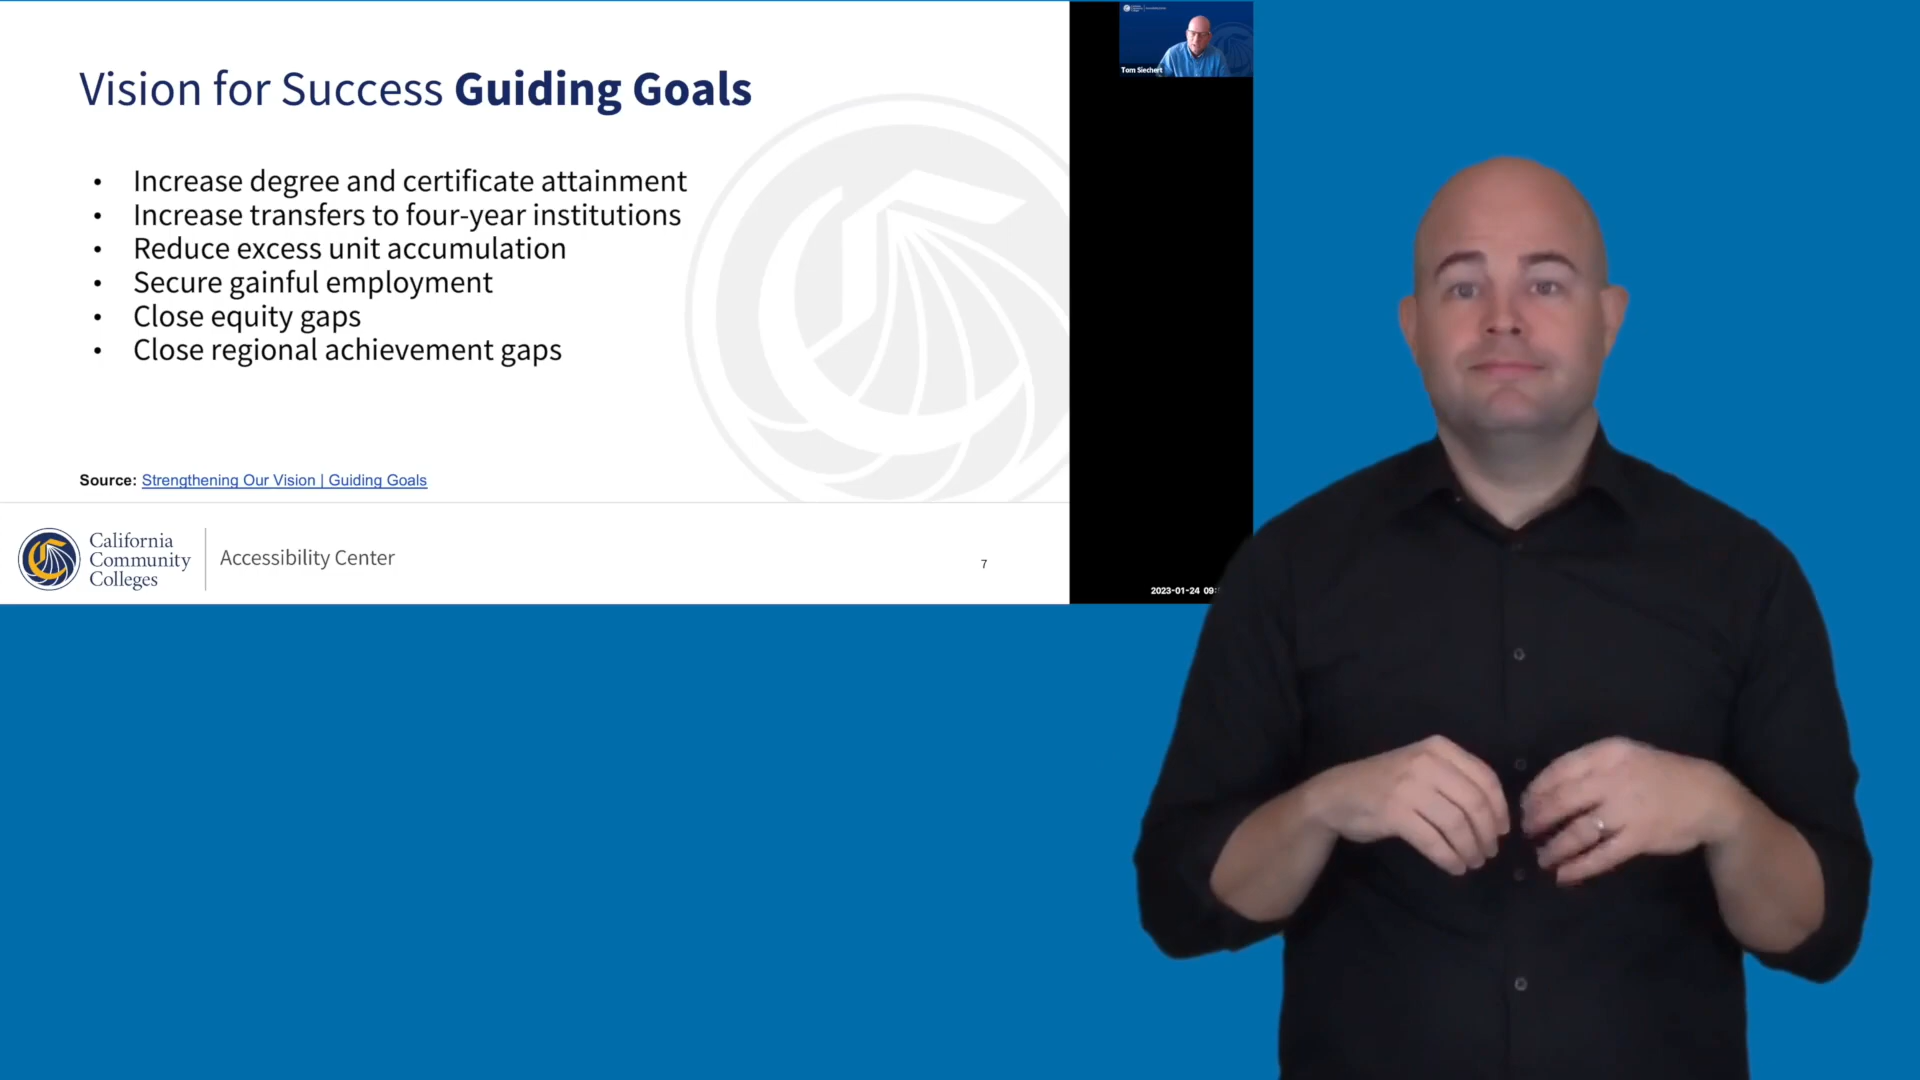 Vision for Success Guiding Goals
• Increase degree and certificate attainment
• Increase transfers to four-year institutions
• Reduce excess unit accumulation
• Secure gainful employment
• Close equity gaps
• Close regional achievement gaps
Source: Strengthening Our Vision | Guiding Goals
California
Community
Colleges
Accessibility Center
7
Tom Siechert
2023-01-24 09: